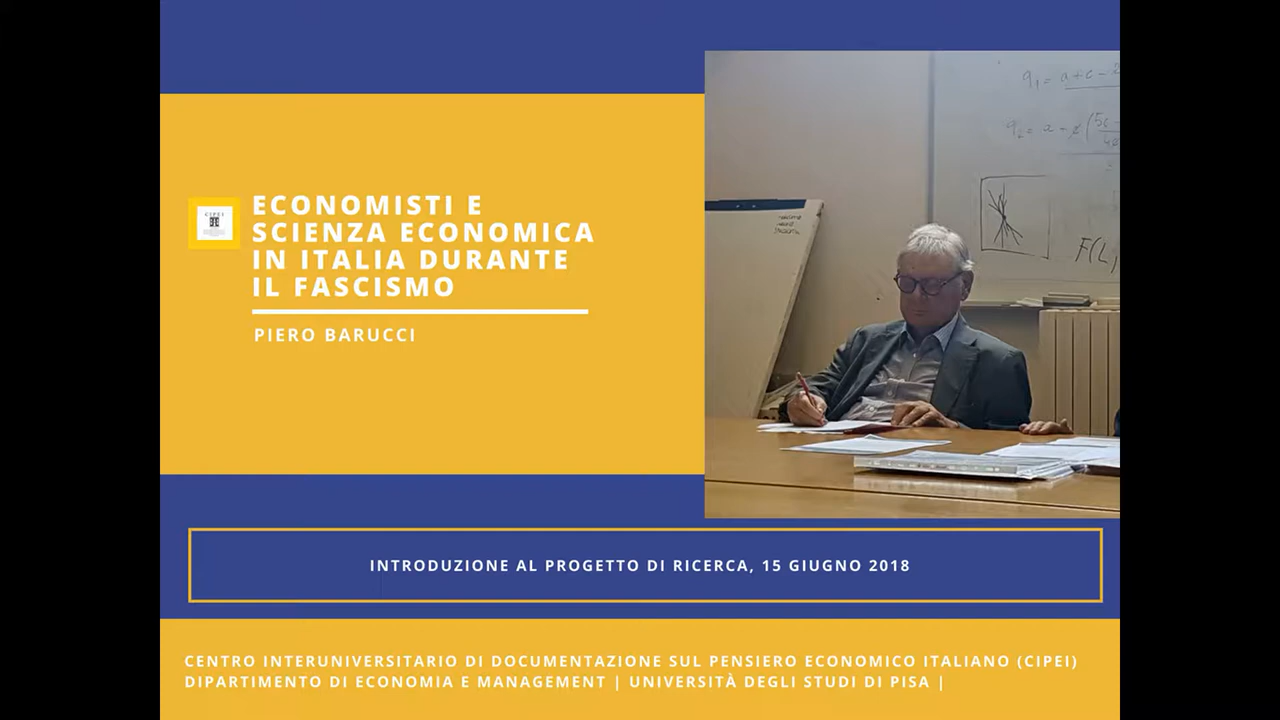 CIPEI
ECONOMISTI E
SCIENZA ECONOMICA
IN ITALIA DURANTE
IL FASCISMO
PIERO BARUCCI
INTRODUZIONE AL PROGETTO DI RICERCA, 15 GIUGNO 2018
CENTRO INTERUNIVERSITARIO DI DOCUMENTAZIONE SUL PENSIERO ECONOMICO ITALIANO (CIPEI)
DIPARTIMENTO DI ECONOMIA E MANAGEMENT | UNIVERSITÀ DEGLI STUDI DI PISA |